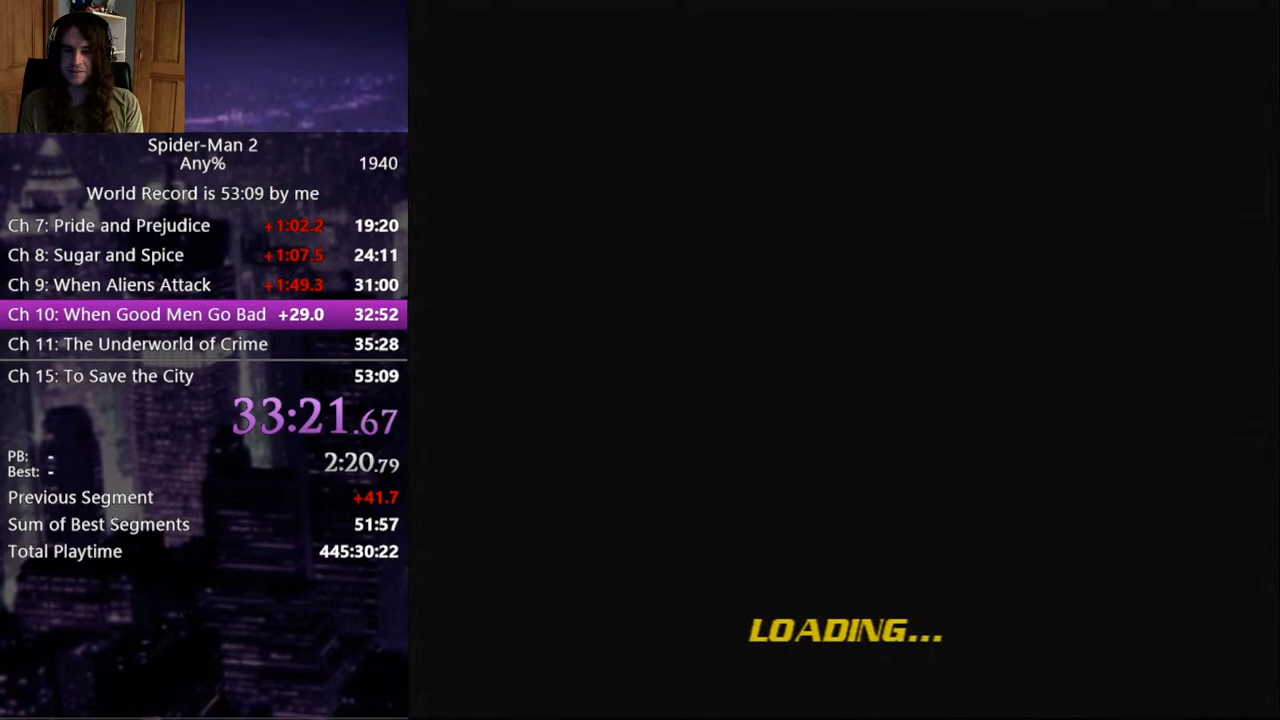 Spider-Man 2
Any% 1940
World Record is 53:09 by me
Ch 7: Pride and Prejudice +1:02.2 19:20
Ch 8: Sugar and Spice +1:07.5 24:11
Ch 9: When Aliens Attack +1:49.3 31:00
Ch 10: When Good Men Go Bad +29.0 32:52
Ch 11: The Underworld of Crime 35:28
Ch 15: To Save the City 53:09
33:21.67
PB: -
Best: - 2:20.79
Previous Segment +41.7
Sum of Best Segments 51:57
Total Playtime 445:30:22
LOADING...